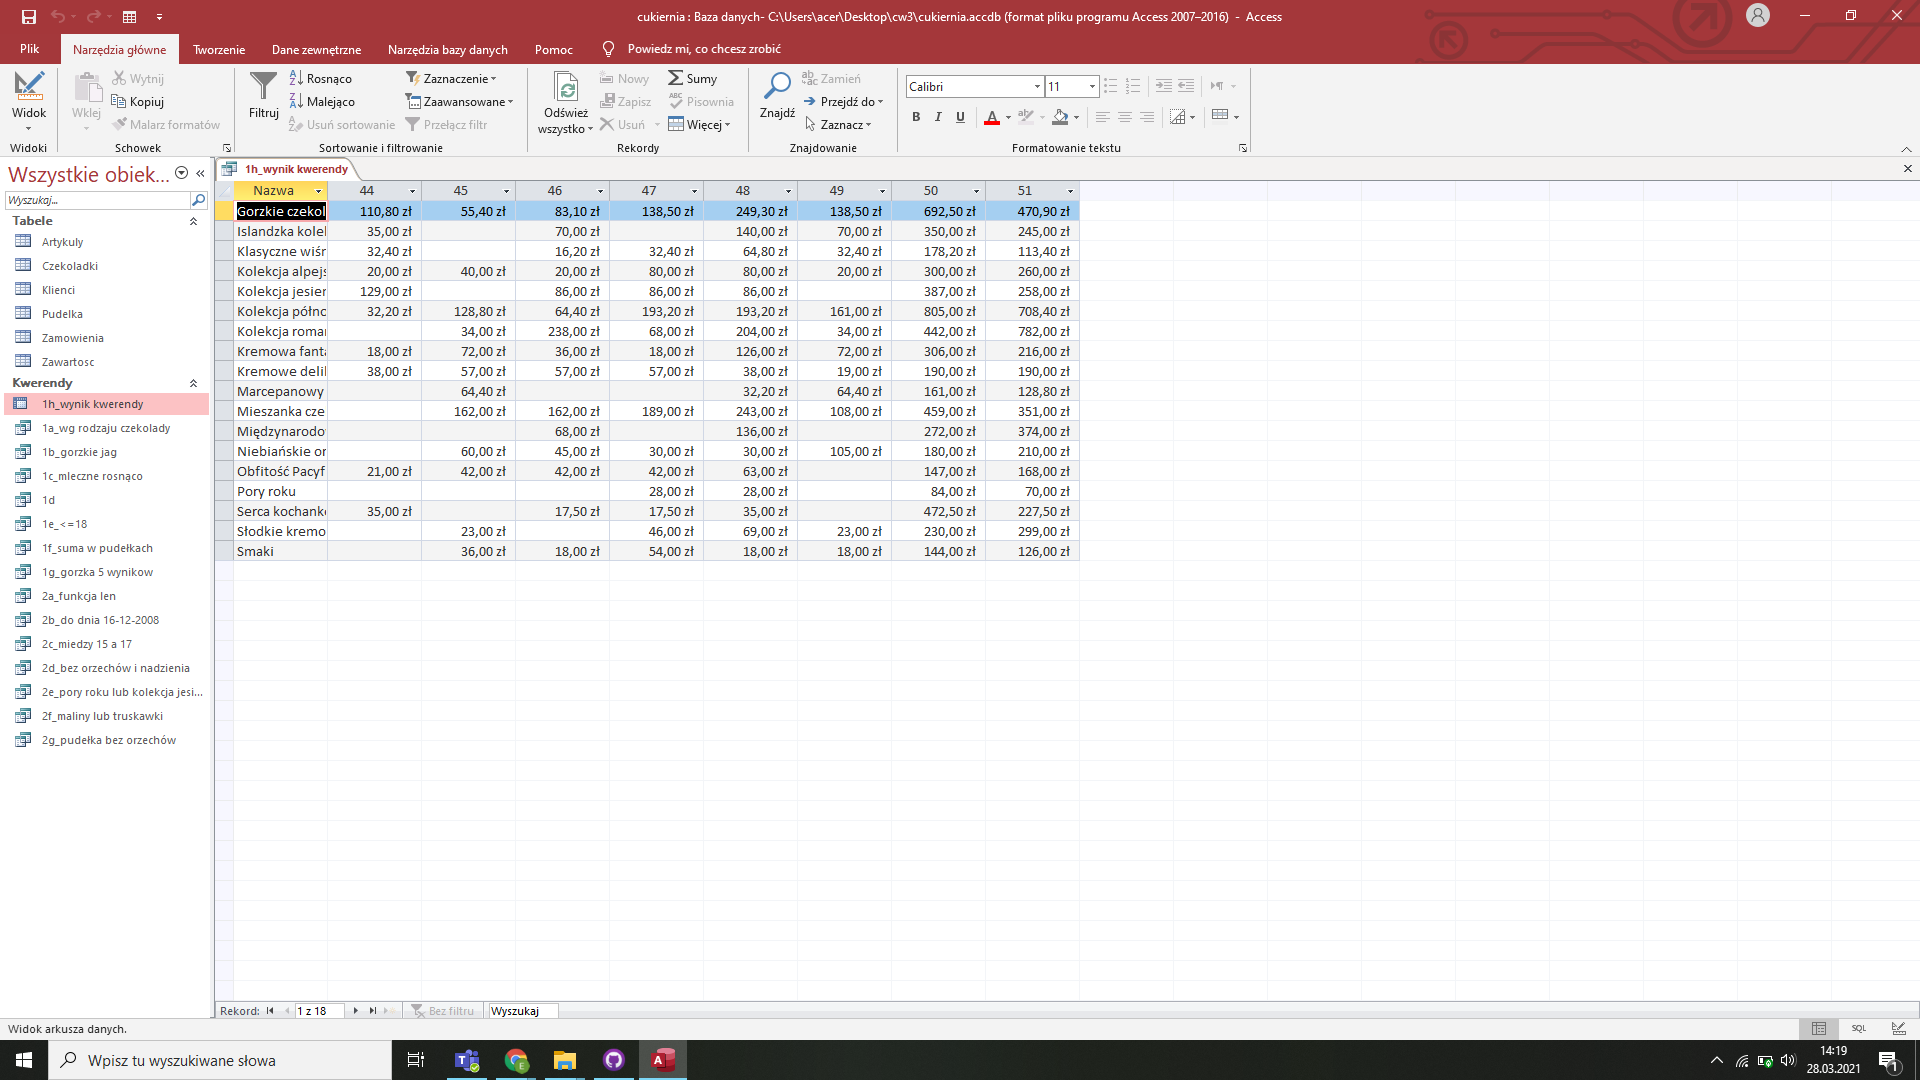 cukiernia : Baza danych- C:\Users\acer\Desktop\cw3\cukiernia.accdb (format pliku programu Access 2007–2016) - Access
Plik Narzędzia główne Tworzenie Dane zewnętrzne Narzędzia bazy danych Pomoc Powiedz mi, co chcesz zrobić
Widok
Widoki
Wklej
Wytnij
Kopiuj
Malarz formatów
Schowek
Filtruj
Rosnąco
Malejąco
Usuń sortowanie
Zaznaczenie
Zaawansowane
Przełącz filtr
Sortowanie i filtrowanie
Odśwież
wszystko
Nowy
Zapisz
Usuń
Sumy
Pisownia
Więcej
Rekordy
Znajdź
Zamień
Przejdź do
Zaznacz
Znajdowanie
Calibri 11
B I U A
Formatowanie tekstu
Wszystkie obiek...
Wyszukaj...
Tabele
Artykuly
Czekoladki
Klienci
Pudelka
Zamowienia
Zawartosc
Kwerendy
1h_wynik kwerendy
1a_wg rodzaju czekolady
1b_gorzkie jag
1c_mleczne rosnąco
1d
1e_<=18
1f_suma w pudełkach
1g_gorzka 5 wynikow
2a_funkcja len
2b_do dnia 16-12-2008
2c_miedzy 15 a 17
2d_bez orzechów i nadzienia
2e_pory roku lub kolekcja jesi...
2f_maliny lub truskawki
2g_pudełka bez orzechów
1h_wynik kwerendy
Nazwa 44 45 46 47 48 49 50 51
Gorzkie czekol 110,80 zł 55,40 zł 83,10 zł 138,50 zł 249,30 zł 138,50 zł 692,50 zł 470,90 zł
Islandzka kolel 35,00 zł 70,00 zł 140,00 zł 70,00 zł 350,00 zł 245,00 zł
Klasyczne wiśr 32,40 zł 16,20 zł 32,40 zł 64,80 zł 32,40 zł 178,20 zł 113,40 zł
Kolekcja alpejs 20,00 zł 40,00 zł 20,00 zł 80,00 zł 80,00 zł 20,00 zł 300,00 zł 260,00 zł
Kolekcja jesier 129,00 zł 86,00 zł 86,00 zł 86,00 zł 387,00 zł 258,00 zł
Kolekcja półno 32,20 zł 128,80 zł 64,40 zł 193,20 zł 193,20 zł 161,00 zł 805,00 zł 708,40 zł
Kolekcja romar 34,00 zł 238,00 zł 68,00 zł 204,00 zł 34,00 zł 442,00 zł 782,00 zł
Kremowa fanta 18,00 zł 72,00 zł 36,00 zł 18,00 zł 126,00 zł 72,00 zł 306,00 zł 216,00 zł
Kremowe delil 38,00 zł 57,00 zł 57,00 zł 57,00 zł 38,00 zł 19,00 zł 190,00 zł 190,00 zł
Marcepanowy 64,40 zł 32,20 zł 64,40 zł 161,00 zł 128,80 zł
Mieszanka cze 162,00 zł 162,00 zł 189,00 zł 243,00 zł 108,00 zł 459,00 zł 351,00 zł
Międzynarodo 68,00 zł 136,00 zł 272,00 zł 374,00 zł
Niebiańskie or 60,00 zł 45,00 zł 30,00 zł 30,00 zł 105,00 zł 180,00 zł 210,00 zł
Obfitość Pacyf 21,00 zł 42,00 zł 42,00 zł 42,00 zł 63,00 zł 147,00 zł 168,00 zł
Pory roku 28,00 zł 28,00 zł 84,00 zł 70,00 zł
Serca kochank 35,00 zł 17,50 zł 17,50 zł 35,00 zł 472,50 zł 227,50 zł
Słodkie kremo 23,00 zł 46,00 zł 69,00 zł 23,00 zł 230,00 zł 299,00 zł
Smaki 36,00 zł 18,00 zł 54,00 zł 18,00 zł 18,00 zł 144,00 zł 126,00 zł
Rekord: 1 z 18 Bez filtru Wyszukaj
Widok arkusza danych.
SQL
Wpisz tu wyszukiwane słowa
14:19
28.03.2021
1